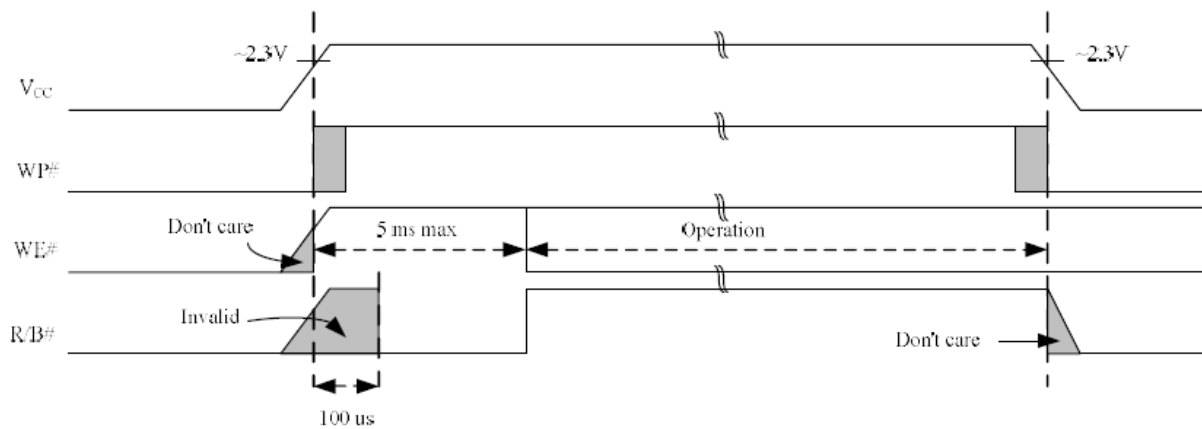 ~2.3V
~2.3V
VCC
WP#
Don't care
5 ms max
Operation
WE#
Invalid
R/B#
Don't care
100 us